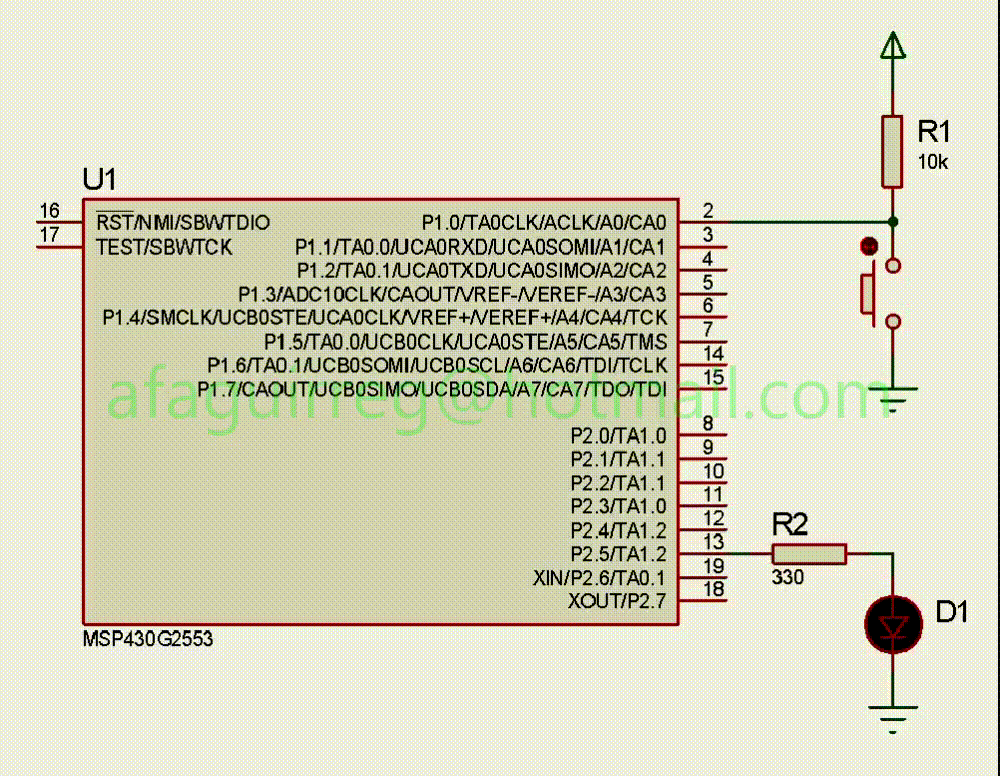 R1
10k
U1
16 RST/NMI/SBWTDIO P1.0/TA0CLK/ACLK/A0/CA0 2
17 TEST/SBWTCK P1.1/TA0.0/UCA0RXD/UCA0SOMI/A1/CA1 3
P1.2/TA0.1/UCA0TXD/UCA0SIMO/A2/CA2 4
P1.3/ADC10CLK/CAOUT/VREF-/VEREF-/A3/CA3 5
P1.4/SMCLK/UCB0STE/UCA0CLK/VREF+/VEREF+/A4/CA4/TCK 6
P1.5/TA0.0/UCB0CLK/UCA0STE/A5/CA5/TMS 7
P1.6/TA0.1/UCB0SOMI/UCB0SCL/A6/CA6/TDI/TCLK 14
P1.7/CAOUT/UCB0SIMO/UCB0SDA/A7/CA7/TDO/TDI 15
afaguirreg@hotmail.com
P2.0/TA1.0 8
P2.1/TA1.1 9
P2.2/TA1.1 10
P2.3/TA1.0 11
P2.4/TA1.2 12
P2.5/TA1.2 13
XIN/P2.6/TA0.1 19
XOUT/P2.7 18
R2
330
D1
MSP430G2553